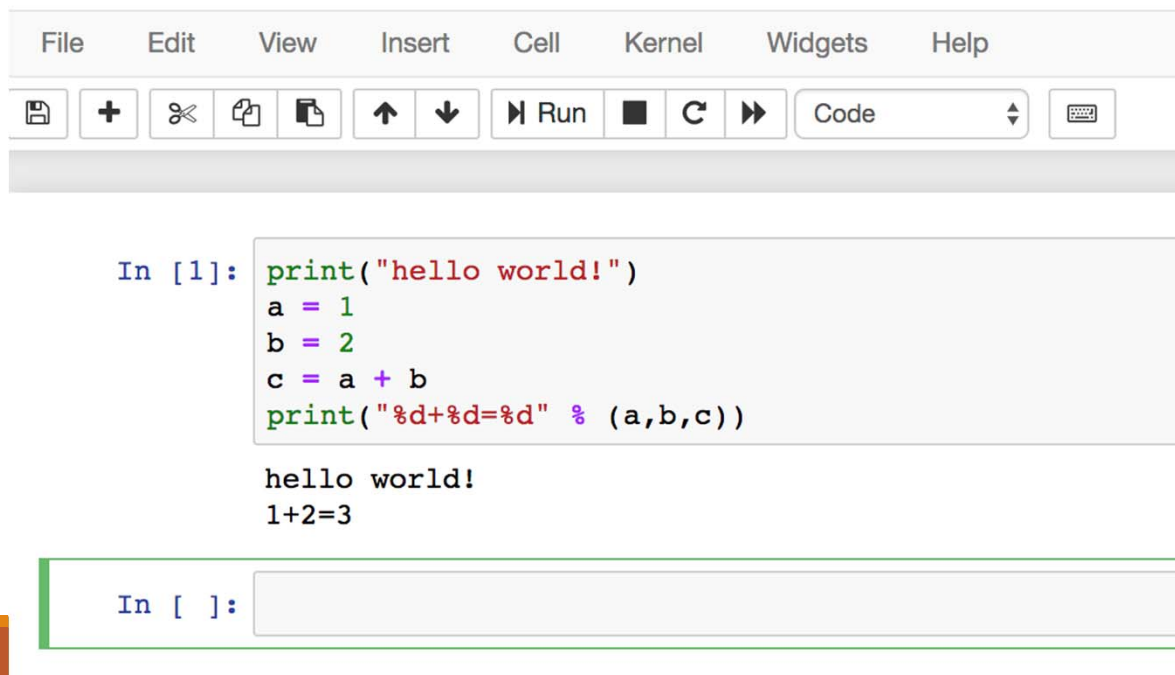 File Edit View Insert Cell Kernel Widgets Help
Run Code
In [1]: print("hello world!")
a = 1
b = 2
c = a + b
print("%d+%d=%d" % (a,b,c))
hello world!
1+2=3
In [ ]: